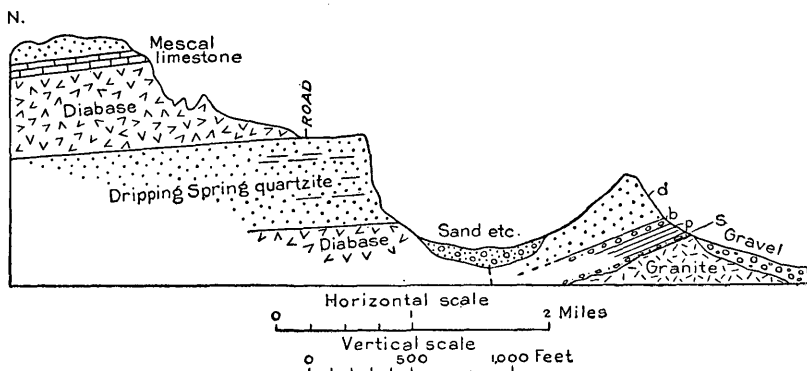 N.
Mescal
limestone
Diabase
ROAD
Dripping Spring quartzite
Diabase
Sand etc.
d
b
p
s
Gravel
Granite
Horizontal scale
0 2 Miles
Vertical scale
0 500 1,000 Feet